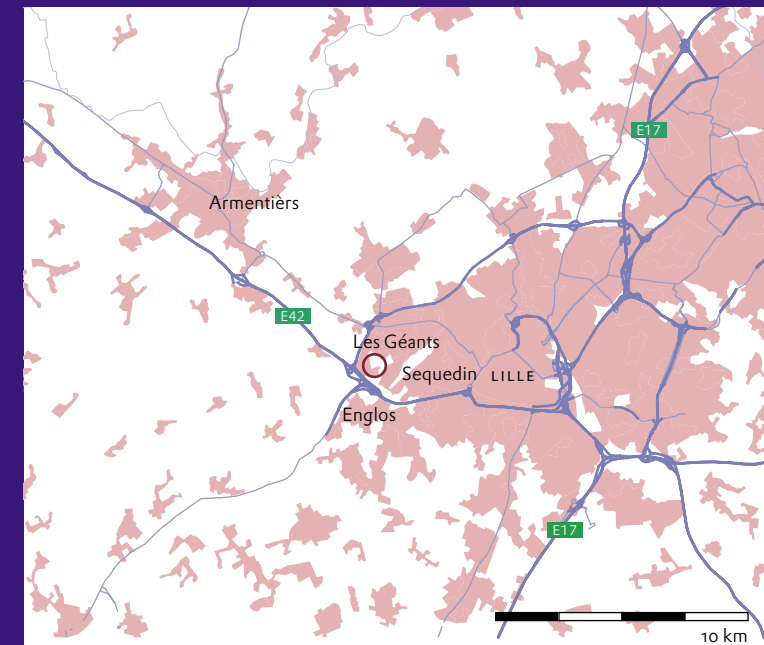 E17
Armentièrs
E42
Les Géants
Sequedin LILLE
Englos
E17
10 km